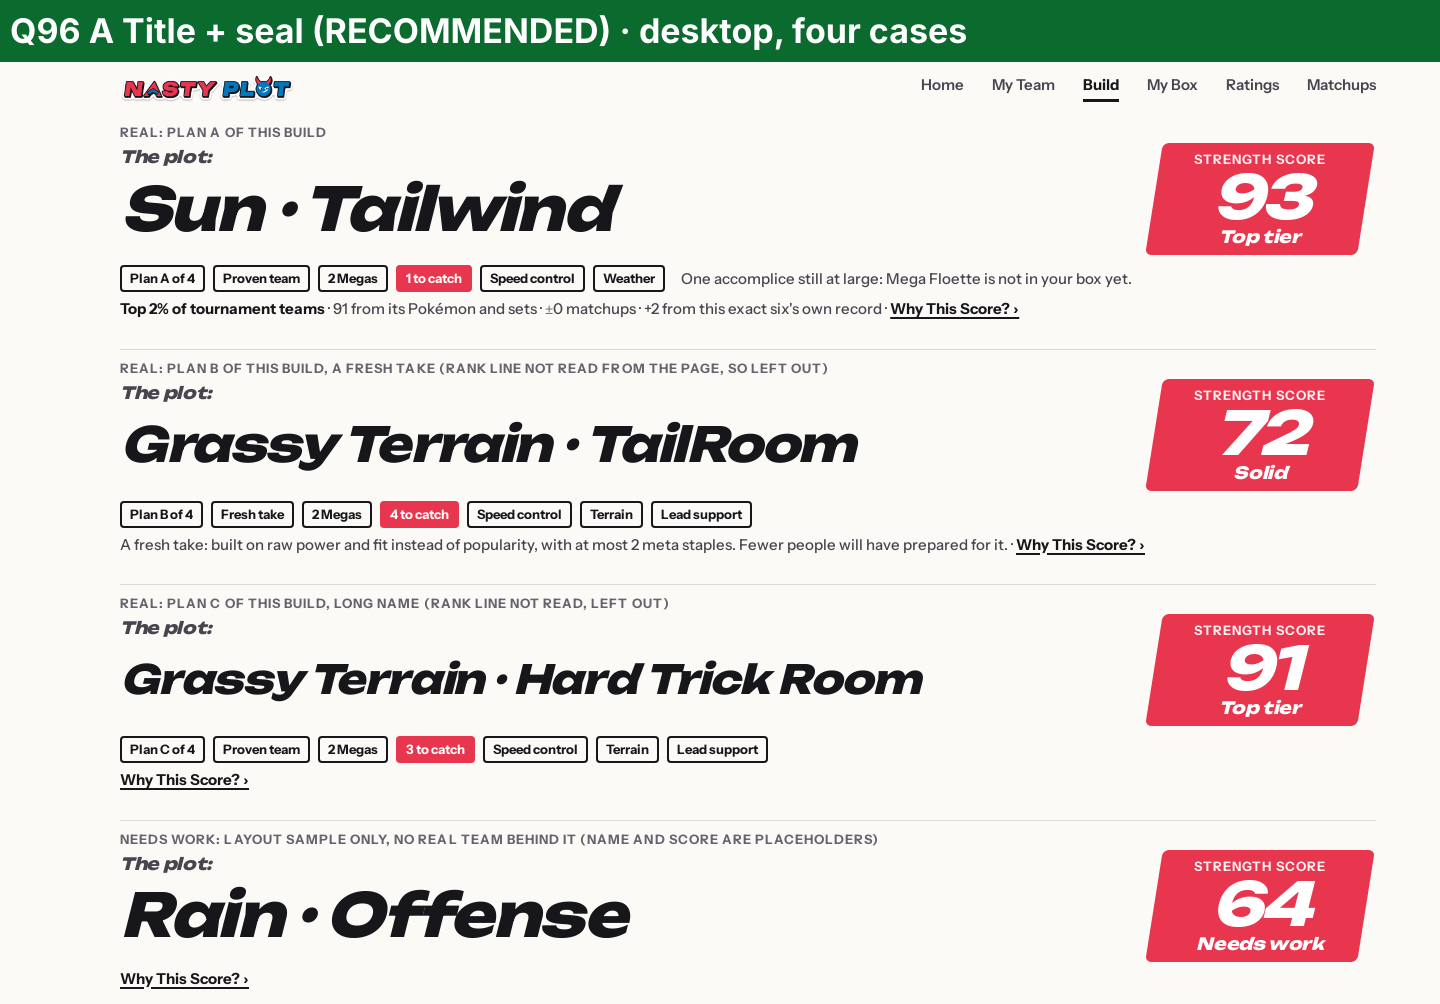 Q96 A Title + seal (RECOMMENDED) · desktop, four cases
NASTY PLOT
Home My Team Build My Box Ratings Matchups
REAL: PLAN A OF THIS BUILD
The plot:
Sun · Tailwind
STRENGTH SCORE
93
Top tier
Plan A of 4 Proven team 2 Megas 1 to catch Speed control Weather One accomplice still at large: Mega Floette is not in your box yet.
Top 2% of tournament teams · 91 from its Pokémon and sets · ±0 matchups · +2 from this exact six's own record · Why This Score? ›
REAL: PLAN B OF THIS BUILD, A FRESH TAKE (RANK LINE NOT READ FROM THE PAGE, SO LEFT OUT)
The plot:
Grassy Terrain · TailRoom
STRENGTH SCORE
72
Solid
Plan B of 4 Fresh take 2 Megas 4 to catch Speed control Terrain Lead support
A fresh take: built on raw power and fit instead of popularity, with at most 2 meta staples. Fewer people will have prepared for it. · Why This Score? ›
REAL: PLAN C OF THIS BUILD, LONG NAME (RANK LINE NOT READ, LEFT OUT)
The plot:
Grassy Terrain · Hard Trick Room
STRENGTH SCORE
91
Top tier
Plan C of 4 Proven team 2 Megas 3 to catch Speed control Terrain Lead support
Why This Score? ›
NEEDS WORK: LAYOUT SAMPLE ONLY, NO REAL TEAM BEHIND IT (NAME AND SCORE ARE PLACEHOLDERS)
The plot:
Rain · Offense
STRENGTH SCORE
64
Needs work
Why This Score? ›